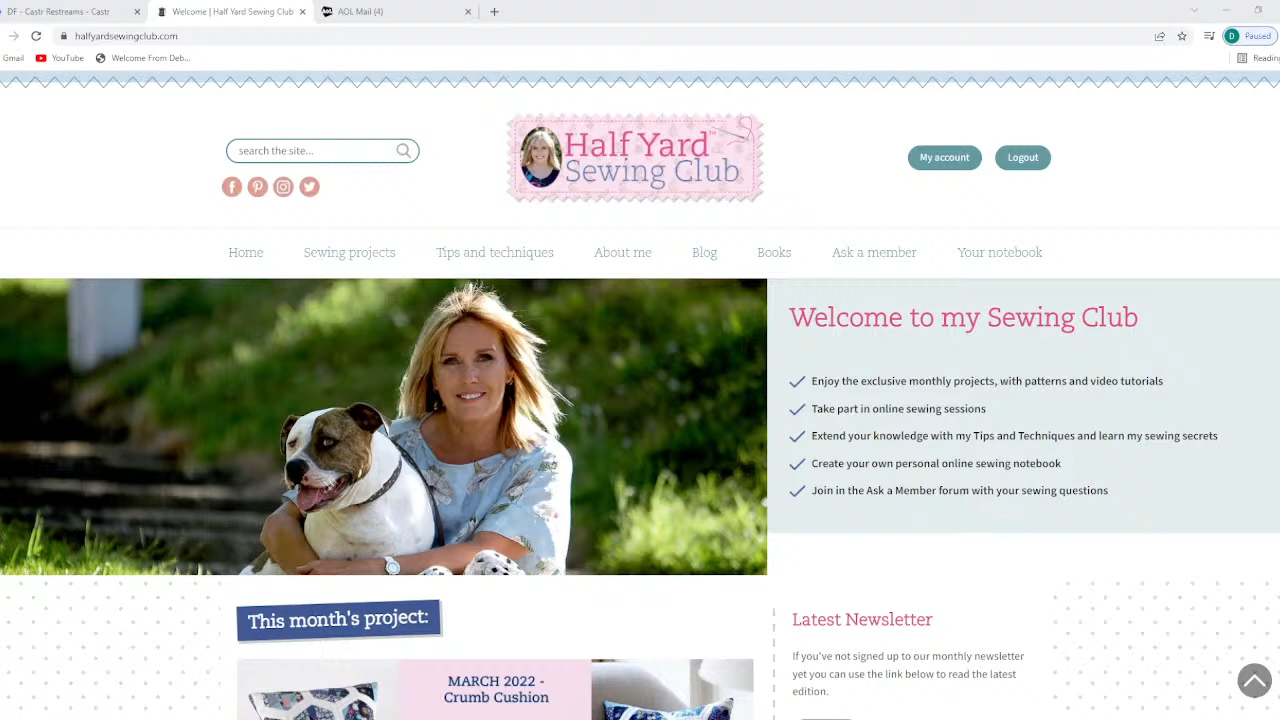 DF - Castr Restreams - Castr
Welcome | Half Yard Sewing Club
AOL Mail (4)
halfyardsewingclub.com
D
Paused
Gmail
YouTube
Welcome From Deb...
Reading
search the site...
Half Yard™
Sewing Club
My account
Logout
Home
Sewing projects
Tips and techniques
About me
Blog
Books
Ask a member
Your notebook
Welcome to my Sewing Club
Enjoy the exclusive monthly projects, with patterns and video tutorials
Take part in online sewing sessions
Extend your knowledge with my Tips and Techniques and learn my sewing secrets
Create your own personal online sewing notebook
Join in the Ask a Member forum with your sewing questions
This month's project:
MARCH 2022 -
Crumb Cushion
Latest Newsletter
If you've not signed up to our monthly newsletter
yet you can use the link below to read the latest
edition.